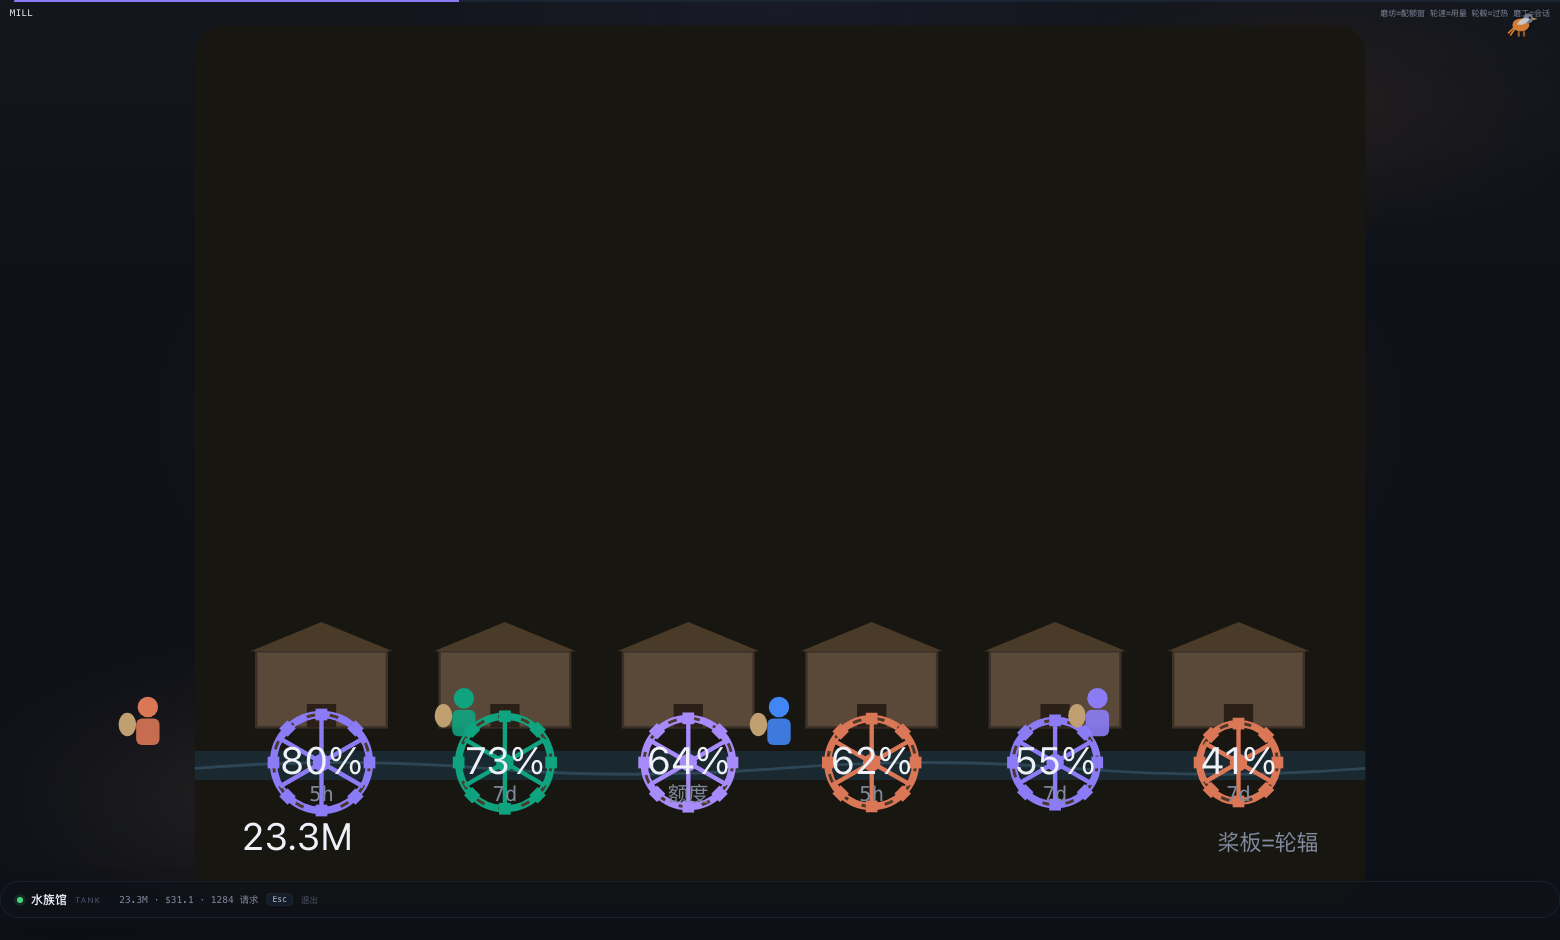 MILL
磨坊=配额窗 轮速=用量 轮毂=过热 磨工=会话
80% 73% 64% 62% 55% 41%
5h 7d 额度 5h 7d 7d
23.3M
桨板=轮辐
水族馆 TANK 23.3M · $31.1 · 1284 请求 Esc 退出